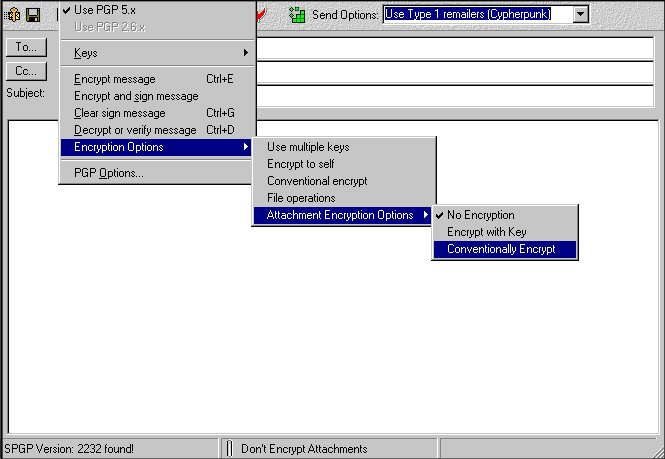 Use PGP 5.x
Use PGP 2.6.x
Send Options: Use Type 1 remailers (Cypherpunk)
To...
Cc...
Subject:
Keys
Encrypt message Ctrl+E
Encrypt and sign message
Clear sign message Ctrl+G
Decrypt or verify message Ctrl+D
Encryption Options
PGP Options...
Use multiple keys
Encrypt to self
Conventional encrypt
File operations
Attachment Encryption Options
No Encryption
Encrypt with Key
Conventionally Encrypt
SPGP Version: 2232 found!
Don't Encrypt Attachments